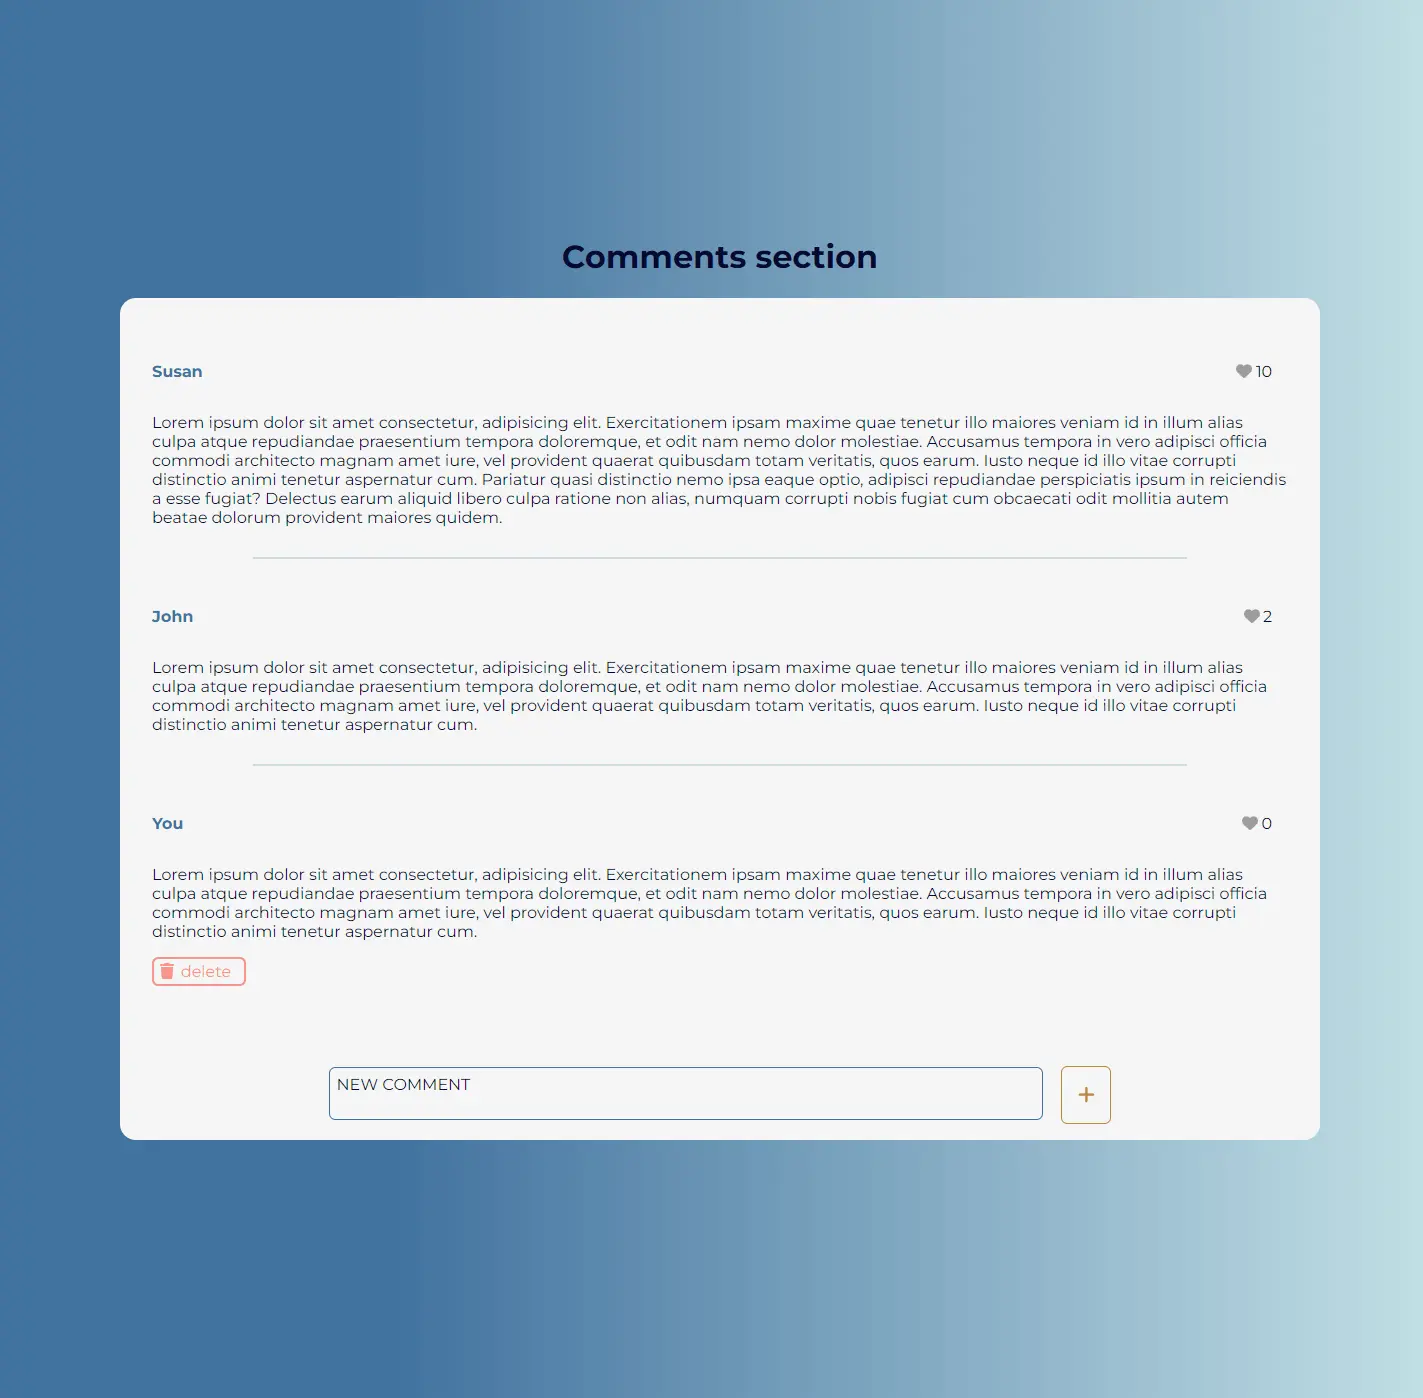 Comments section
Susan
10
Lorem ipsum dolor sit amet consectetur, adipisicing elit. Exercitationem ipsam maxime quae tenetur illo maiores veniam id in illum alias
culpa atque repudiandae praesentium tempora doloremque, et odit nam nemo dolor molestiae. Accusamus tempora in vero adipisci officia
commodi architecto magnam amet iure, vel provident quaerat quibusdam totam veritatis, quos earum. Iusto neque id illo vitae corrupti
distinctio animi tenetur aspernatur cum. Pariatur quasi distinctio nemo ipsa eaque optio, adipisci repudiandae perspiciatis ipsum in reiciendis
a esse fugiat? Delectus earum aliquid libero culpa ratione non alias, numquam corrupti nobis fugiat cum obcaecati odit mollitia autem
beatae dolorum provident maiores quidem.
John
2
Lorem ipsum dolor sit amet consectetur, adipisicing elit. Exercitationem ipsam maxime quae tenetur illo maiores veniam id in illum alias
culpa atque repudiandae praesentium tempora doloremque, et odit nam nemo dolor molestiae. Accusamus tempora in vero adipisci officia
commodi architecto magnam amet iure, vel provident quaerat quibusdam totam veritatis, quos earum. Iusto neque id illo vitae corrupti
distinctio animi tenetur aspernatur cum.
You
0
Lorem ipsum dolor sit amet consectetur, adipisicing elit. Exercitationem ipsam maxime quae tenetur illo maiores veniam id in illum alias
culpa atque repudiandae praesentium tempora doloremque, et odit nam nemo dolor molestiae. Accusamus tempora in vero adipisci officia
commodi architecto magnam amet iure, vel provident quaerat quibusdam totam veritatis, quos earum. Iusto neque id illo vitae corrupti
distinctio animi tenetur aspernatur cum.
delete
NEW COMMENT
+